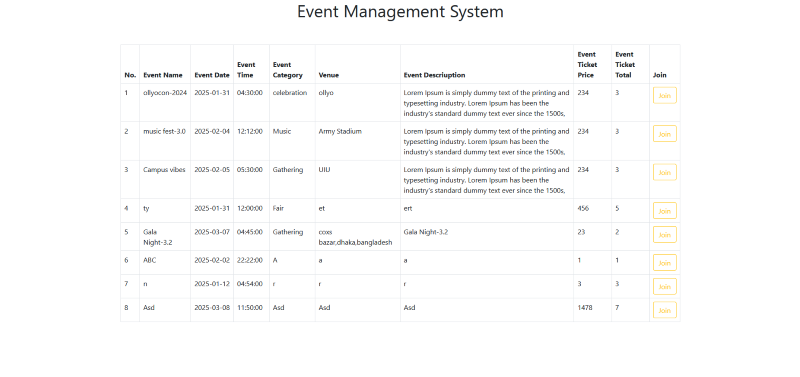 Event Management System
No. Event Name Event Date Event Time Event Category Venue Event Descriuption Event Ticket Price Event Ticket Total Join
1 ollyocon-2024 2025-01-31 04:30:00 celebration ollyo Lorem Ipsum is simply dummy text of the printing and 234 3 Join
typesetting industry. Lorem Ipsum has been the
industry's standard dummy text ever since the 1500s,
2 music fest-3.0 2025-02-04 12:12:00 Music Army Stadium Lorem Ipsum is simply dummy text of the printing and 234 3 Join
typesetting industry. Lorem Ipsum has been the
industry's standard dummy text ever since the 1500s,
3 Campus vibes 2025-02-05 05:30:00 Gathering UIU Lorem Ipsum is simply dummy text of the printing and 234 3 Join
typesetting industry. Lorem Ipsum has been the
industry's standard dummy text ever since the 1500s,
4 ty 2025-01-31 12:00:00 Fair et ert 456 5 Join
5 Gala 2025-03-07 04:45:00 Gathering coxs Gala Night-3.2 23 2 Join
Night-3.2 bazar,dhaka,bangladesh
6 ABC 2025-02-02 22:22:00 A a a 1 1 Join
7 n 2025-01-12 04:54:00 r r r 3 3 Join
8 Asd 2025-03-08 11:50:00 Asd Asd Asd 1478 7 Join